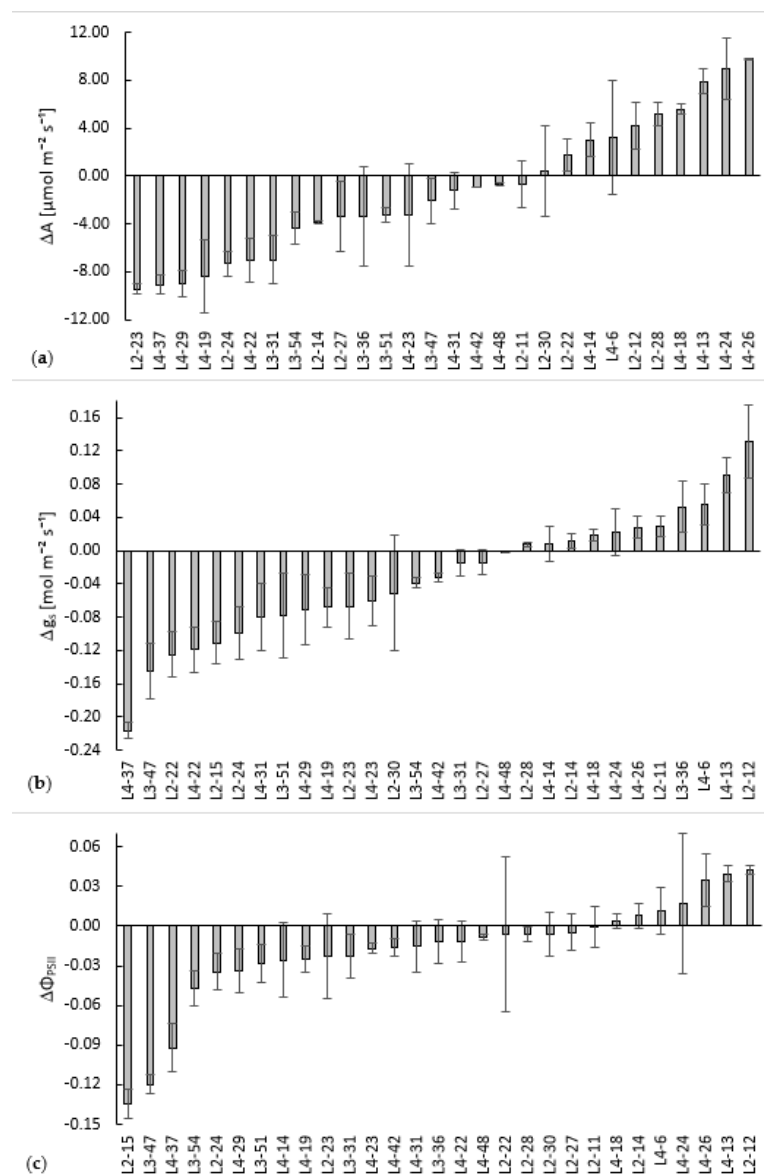 12.00
8.00
4.00
0.00
-4.00
-8.00
-12.00
ΔA [µmol m⁻² s⁻¹]
L2-23 L4-37 L4-29 L4-19 L2-24 L4-22 L3-31 L3-54 L2-14 L2-27 L3-36 L3-51 L4-23 L3-47 L4-31 L4-42 L4-48 L2-11 L2-30 L2-22 L4-14 L4-6 L2-12 L2-28 L4-18 L4-13 L4-24 L4-26
(a)
0.16
0.12
0.08
0.04
0.00
-0.04
-0.08
-0.12
-0.16
-0.20
-0.24
Δgs [mol m⁻² s⁻¹]
L4-37 L3-47 L2-22 L4-22 L2-15 L2-24 L4-31 L3-51 L4-29 L4-19 L2-23 L4-23 L2-30 L3-54 L4-42 L3-31 L2-27 L4-48 L2-28 L4-14 L2-14 L4-18 L4-24 L4-26 L2-11 L3-36 L4-6 L4-13 L2-12
(b)
0.06
0.03
0.00
-0.03
-0.06
-0.09
-0.12
-0.15
ΔΦPSII
L2-15 L3-47 L4-37 L3-54 L2-24 L4-29 L3-51 L4-14 L4-19 L2-23 L3-31 L4-23 L4-42 L4-31 L3-36 L4-22 L4-48 L2-22 L2-28 L2-30 L2-27 L2-11 L4-18 L2-14 L4-6 L4-24 L4-26 L4-13 L2-12
(c)